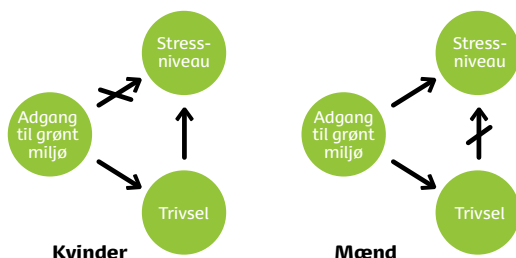 Stress-
niveau
Adgang
til grønt
miljø
Trivsel
Kvinder
Stress-
niveau
Adgang
til grønt
miljø
Trivsel
Mænd